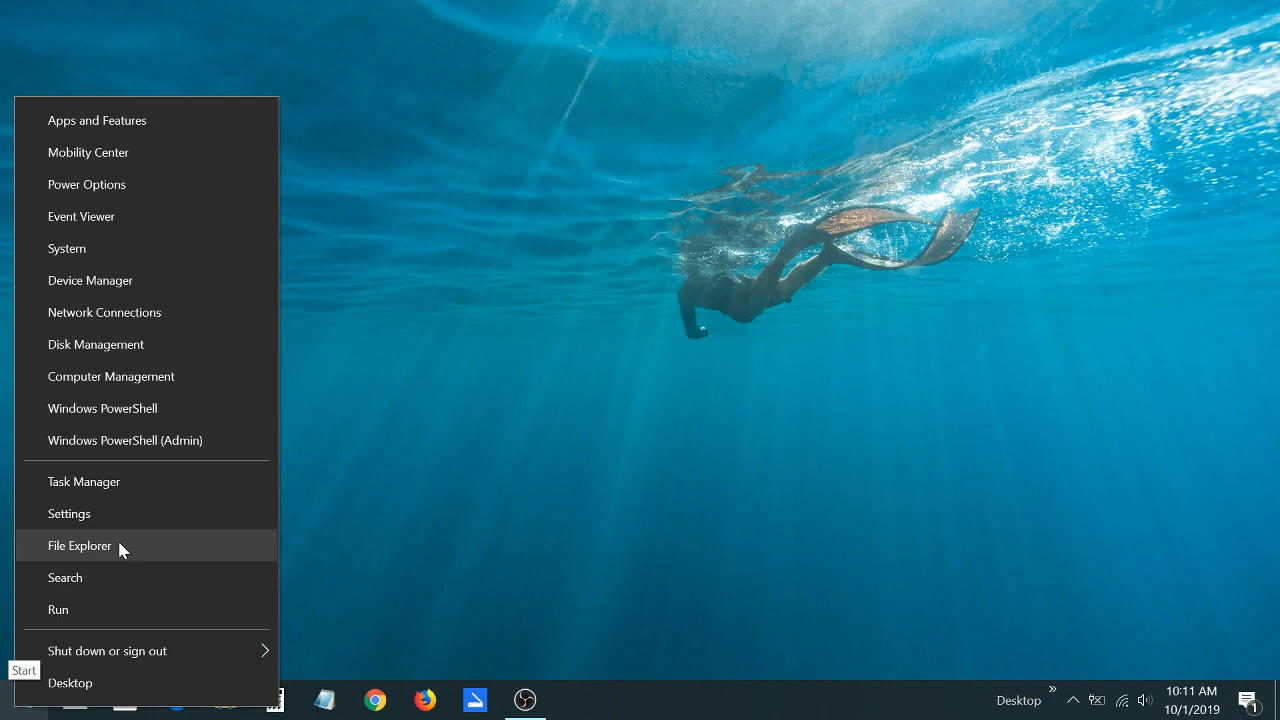 Apps and Features
Mobility Center
Power Options
Event Viewer
System
Device Manager
Network Connections
Disk Management
Computer Management
Windows PowerShell
Windows PowerShell (Admin)
Task Manager
Settings
File Explorer
Search
Run
Shut down or sign out
Start
Desktop
Desktop
10:11 AM
10/1/2019
1